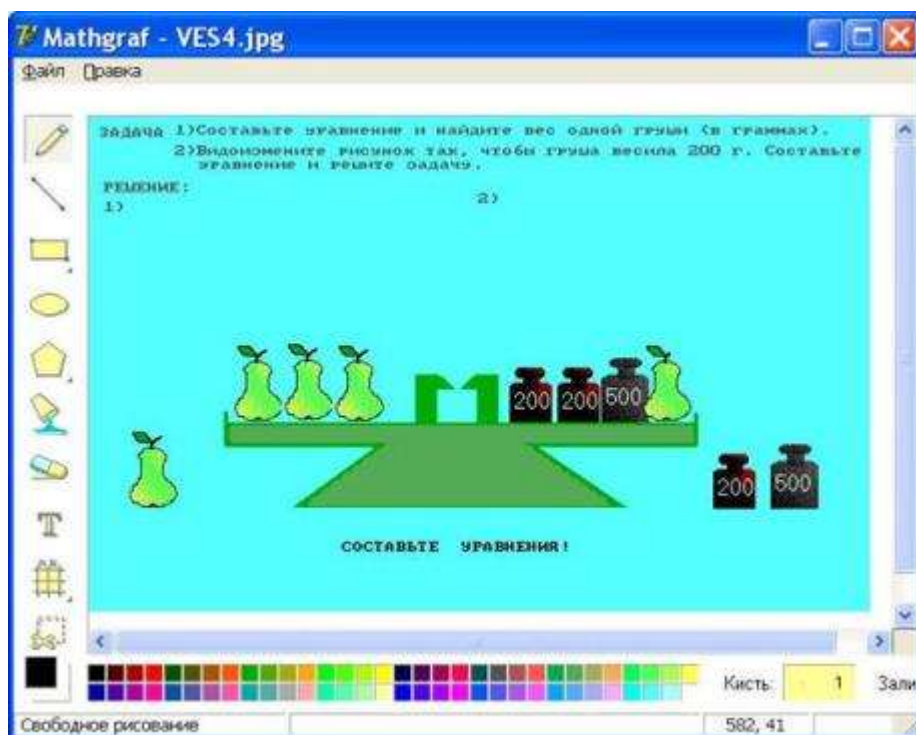 Mathgraf - VES4.jpg
Файл Правка
ЗАДАЧА 1)Составьте уравнение и найдите вес одной груши (в граммах).
2)Видоизмените рисунок так, чтобы груша весила 200 г. Составьте
уравнение и решите задачу.
РЕШЕНИЕ:
1)
2)
200 200 500
200 500
СОСТАВЬТЕ УРАВНЕНИЯ!
Кисть: 1 Зали
Свободное рисование 582, 41